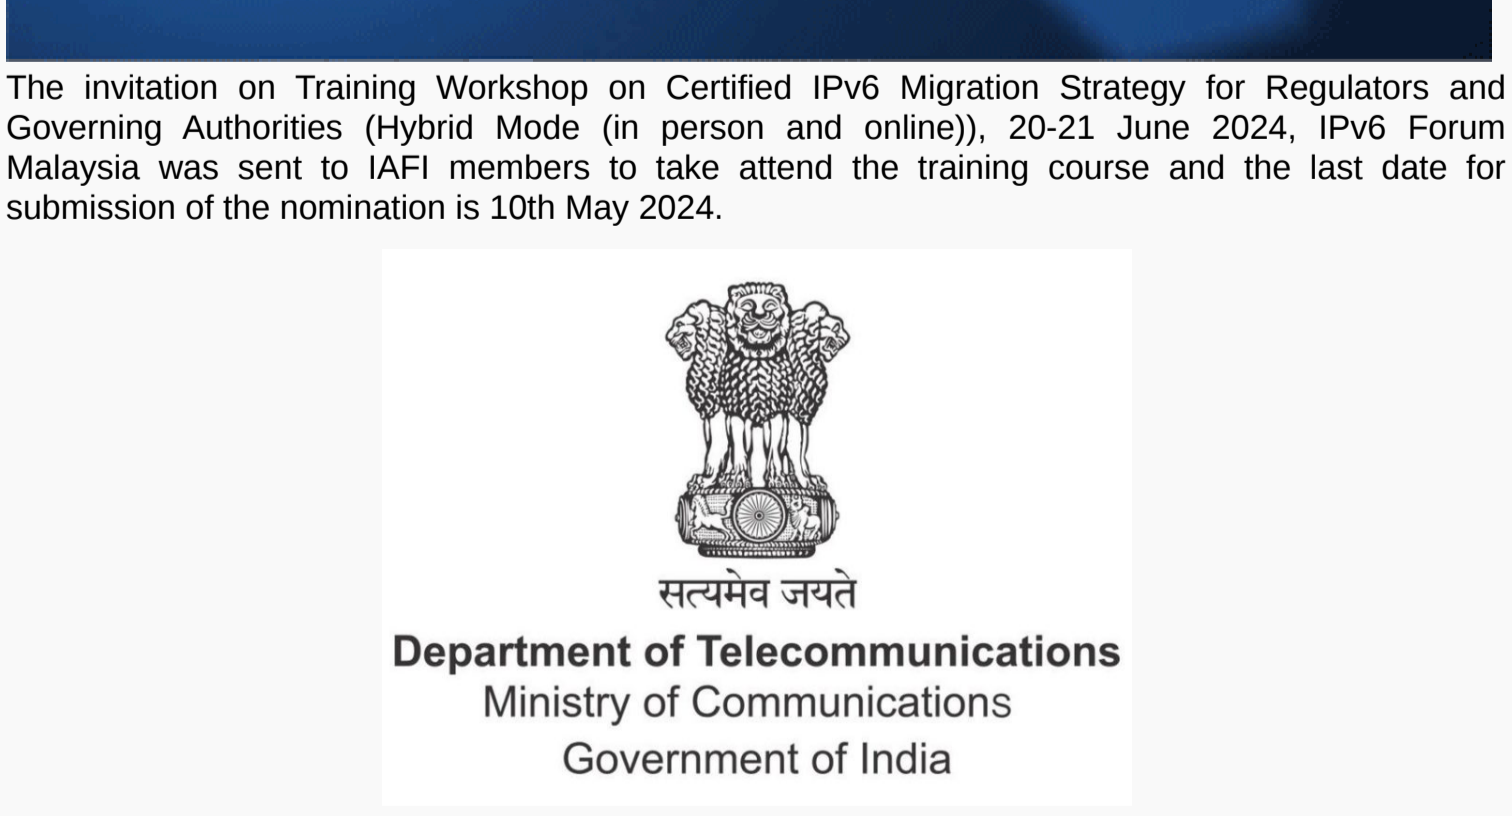 The invitation on Training Workshop on Certified IPv6 Migration Strategy for Regulators and
Governing Authorities (Hybrid Mode (in person and online)), 20-21 June 2024, IPv6 Forum
Malaysia was sent to IAFI members to take attend the training course and the last date for
submission of the nomination is 10th May 2024.
सत्यमेव जयते
Department of Telecommunications
Ministry of Communications
Government of India